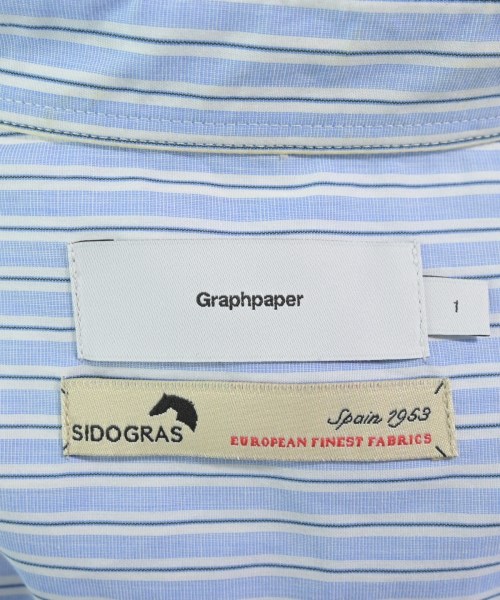 Graphpaper
1
SIDOGRAS
Spain 1953
EUROPEAN FINEST FABRICS